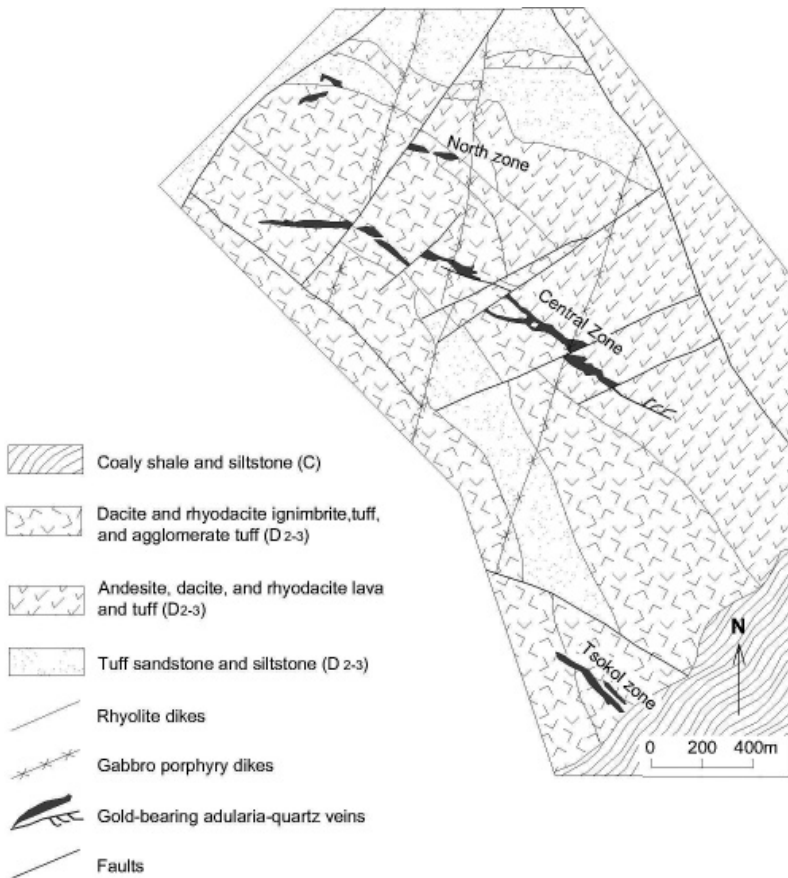 North zone
Central Zone
Tsokol zone
N
0 200 400m
Coaly shale and siltstone (C)
Dacite and rhyodacite ignimbrite,tuff,
and agglomerate tuff (D2-3)
Andesite, dacite, and rhyodacite lava
and tuff (D2-3)
Tuff sandstone and siltstone (D2-3)
Rhyolite dikes
Gabbro porphyry dikes
Gold-bearing adularia-quartz veins
Faults